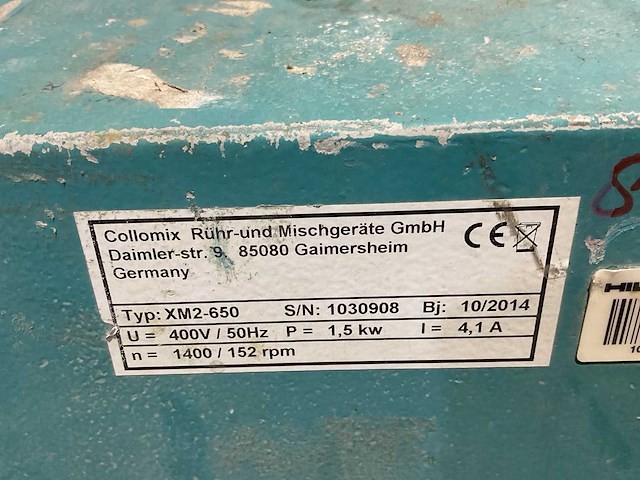 Collomix Rühr-und Mischgeräte GmbH
Daimler-str. 9, 85080 Gaimersheim
Germany
CE
Typ: XM2-650 S/N: 1030908 Bj: 10/2014
U = 400V / 50Hz P = 1,5 kw I = 4,1 A
n = 1400 / 152 rpm